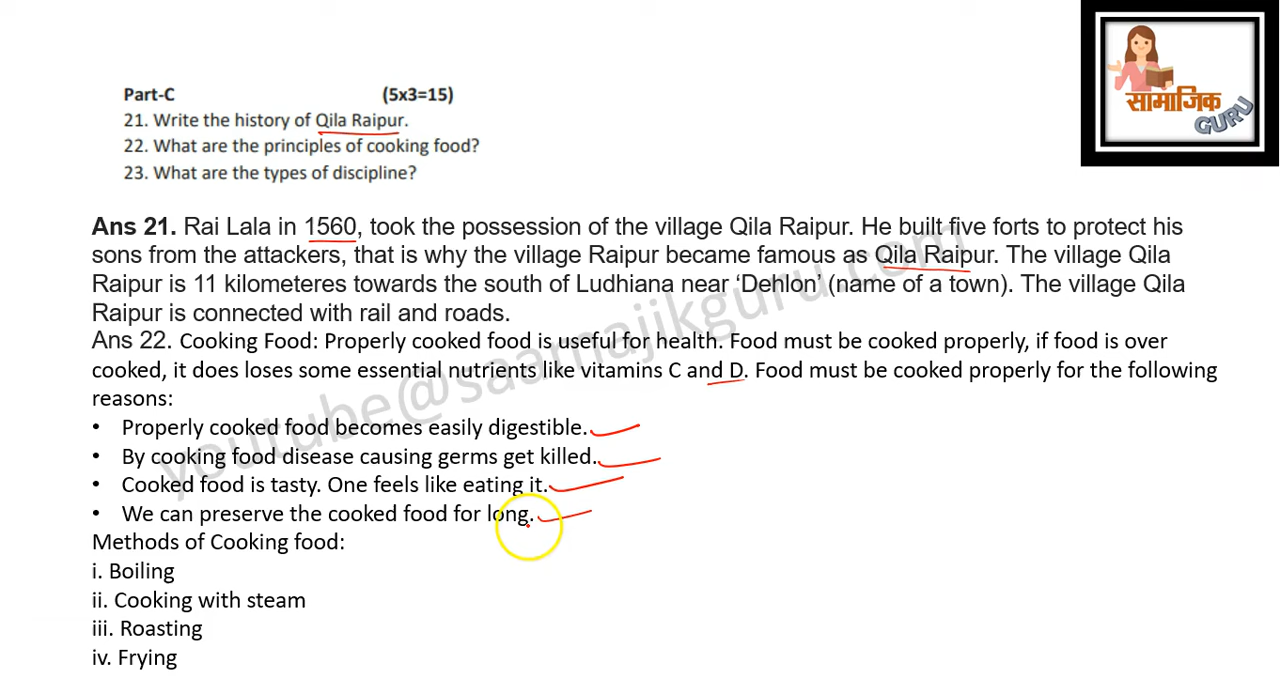 Part-C (5x3=15)
21. Write the history of Qila Raipur.
22. What are the principles of cooking food?
23. What are the types of discipline?
सामाजिक
GURU
Ans 21. Rai Lala in 1560, took the possession of the village Qila Raipur. He built five forts to protect his
sons from the attackers, that is why the village Raipur became famous as Qila Raipur. The village Qila
Raipur is 11 kilometeres towards the south of Ludhiana near ‘Dehlon’ (name of a town). The village Qila
Raipur is connected with rail and roads.
Ans 22. Cooking Food: Properly cooked food is useful for health. Food must be cooked properly, if food is over
cooked, it does loses some essential nutrients like vitamins C and D. Food must be cooked properly for the following
reasons:
• Properly cooked food becomes easily digestible.
• By cooking food disease causing germs get killed.
• Cooked food is tasty. One feels like eating it.
• We can preserve the cooked food for long.
Methods of Cooking food:
i. Boiling
ii. Cooking with steam
iii. Roasting
iv. Frying
youtube@saamajikguru.com